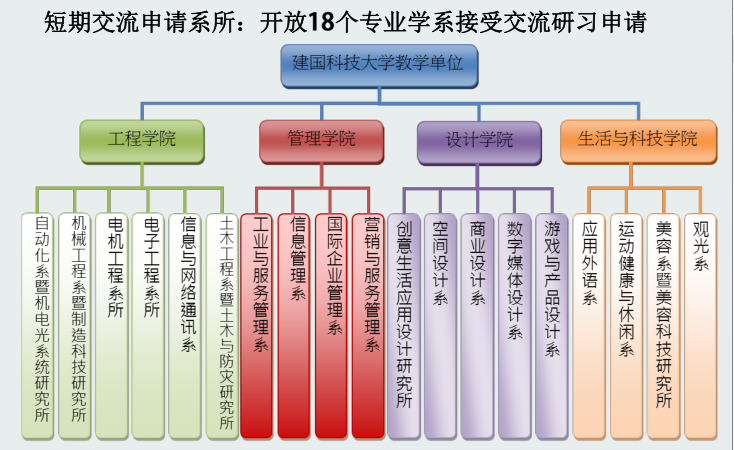 短期交流申请系所：开放18个专业学系接受交流研习申请
建国科技大学教学单位
工程学院
管理学院
设计学院
生活与科技学院
自动化系暨机电光系统研究所
机械工程系暨制造科技研究所
电机工程系所
电子工程系所
信息与网络通讯系
土木工程系暨土木与防灾研究所
工业与服务管理系
信息管理系
国际企业管理系
营销与服务管理系
创意生活应用设计研究所
空间设计系
商业设计系
数字媒体设计系
游戏与产品设计系
应用外语系
运动健康与休闲系
美容系暨美容科技研究所
观光系